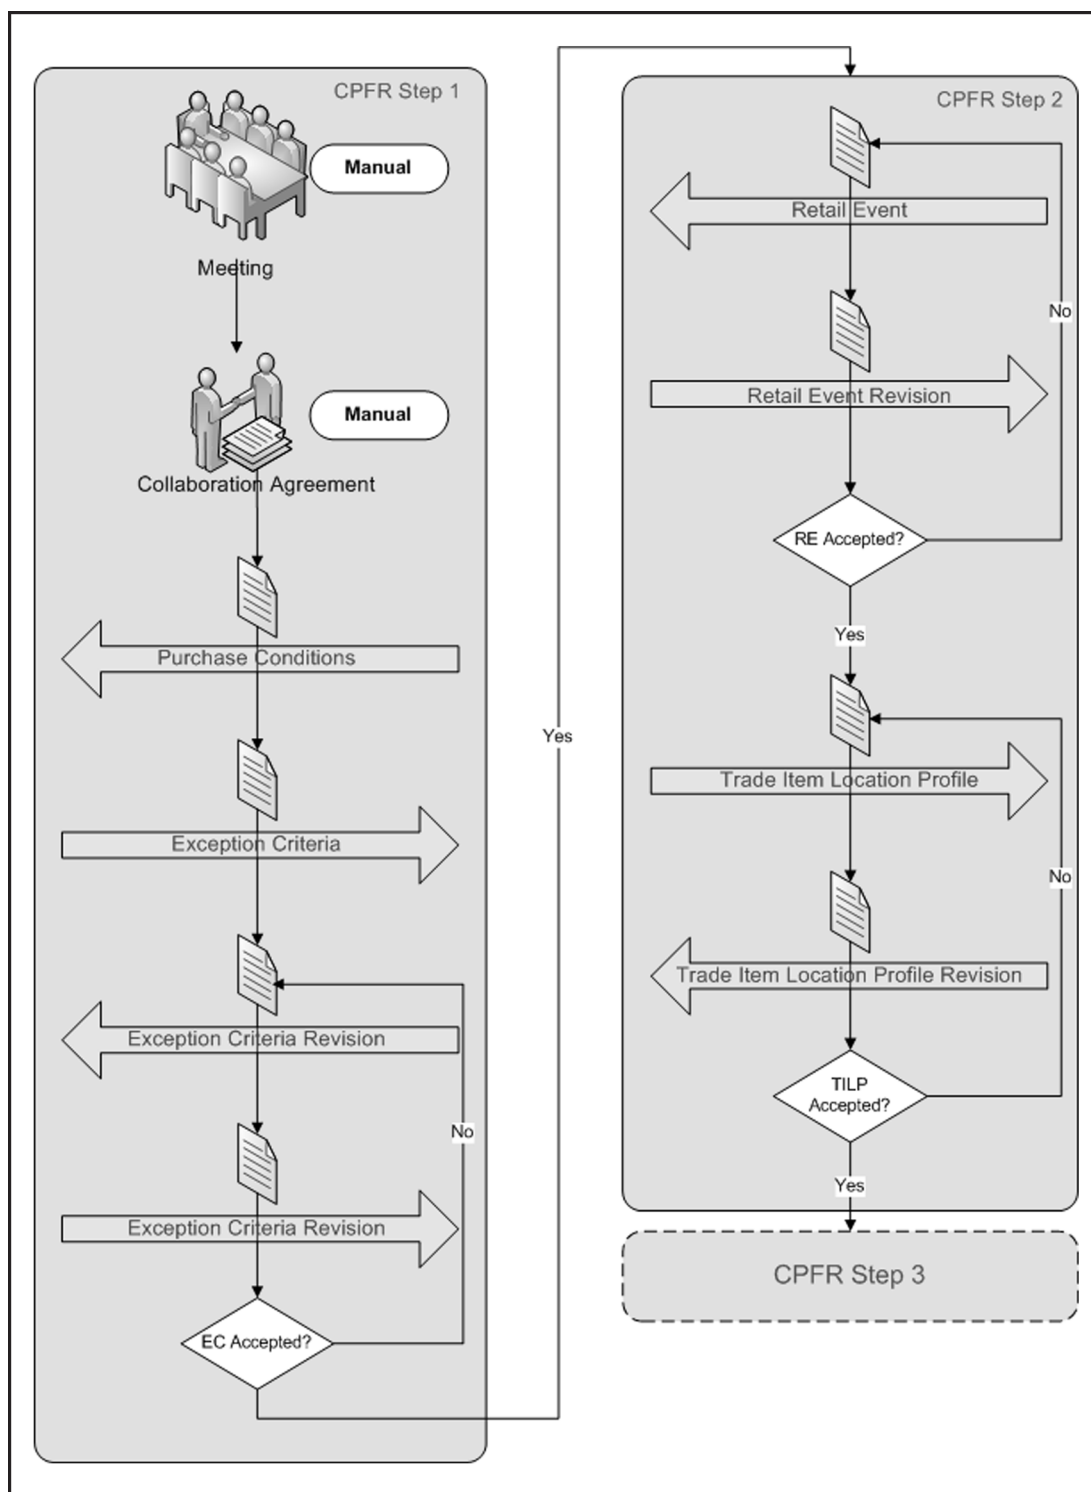 CPFR Step 1
Manual
Meeting
Manual
Collaboration Agreement
Purchase Conditions
Exception Criteria
Exception Criteria Revision
No
Exception Criteria Revision
EC Accepted?
Yes
CPFR Step 2
Retail Event
No
Retail Event Revision
RE Accepted?
Yes
Trade Item Location Profile
No
Trade Item Location Profile Revision
TILP
Accepted?
Yes
CPFR Step 3